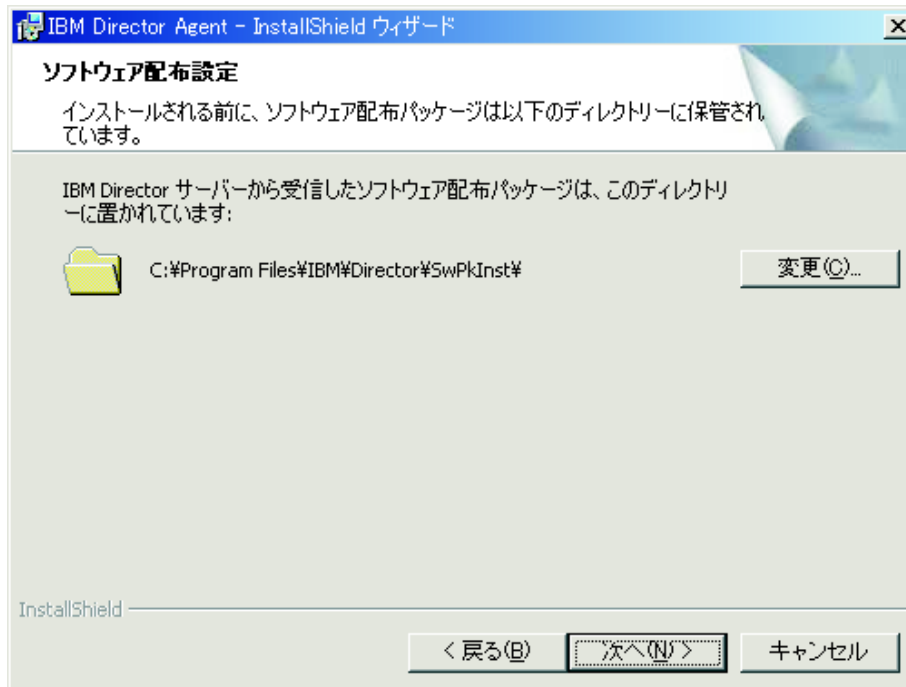 IBM Director Agent - InstallShield ウィザード
ソフトウェア配布設定
インストールされる前に、ソフトウェア配布パッケージは以下のディレクトリーに保管され
ています。
IBM Director サーバーから受信したソフトウェア配布パッケージは、このディレクトリ
ーに置かれています:
C:¥Program Files¥IBM¥Director¥SwPkInst¥
変更(C)...
InstallShield
< 戻る(B)
次へ(N) >
キャンセル